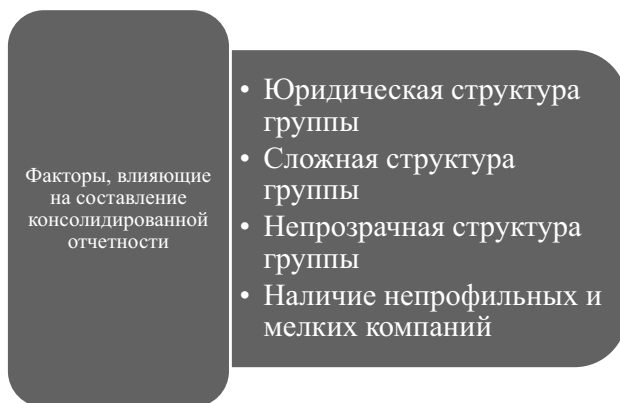 Факторы, влияющие
на составление
консолидированной
отчетности
• Юридическая структура
группы
• Сложная структура
группы
• Непрозрачная структура
группы
• Наличие непрофильных и
мелких компаний